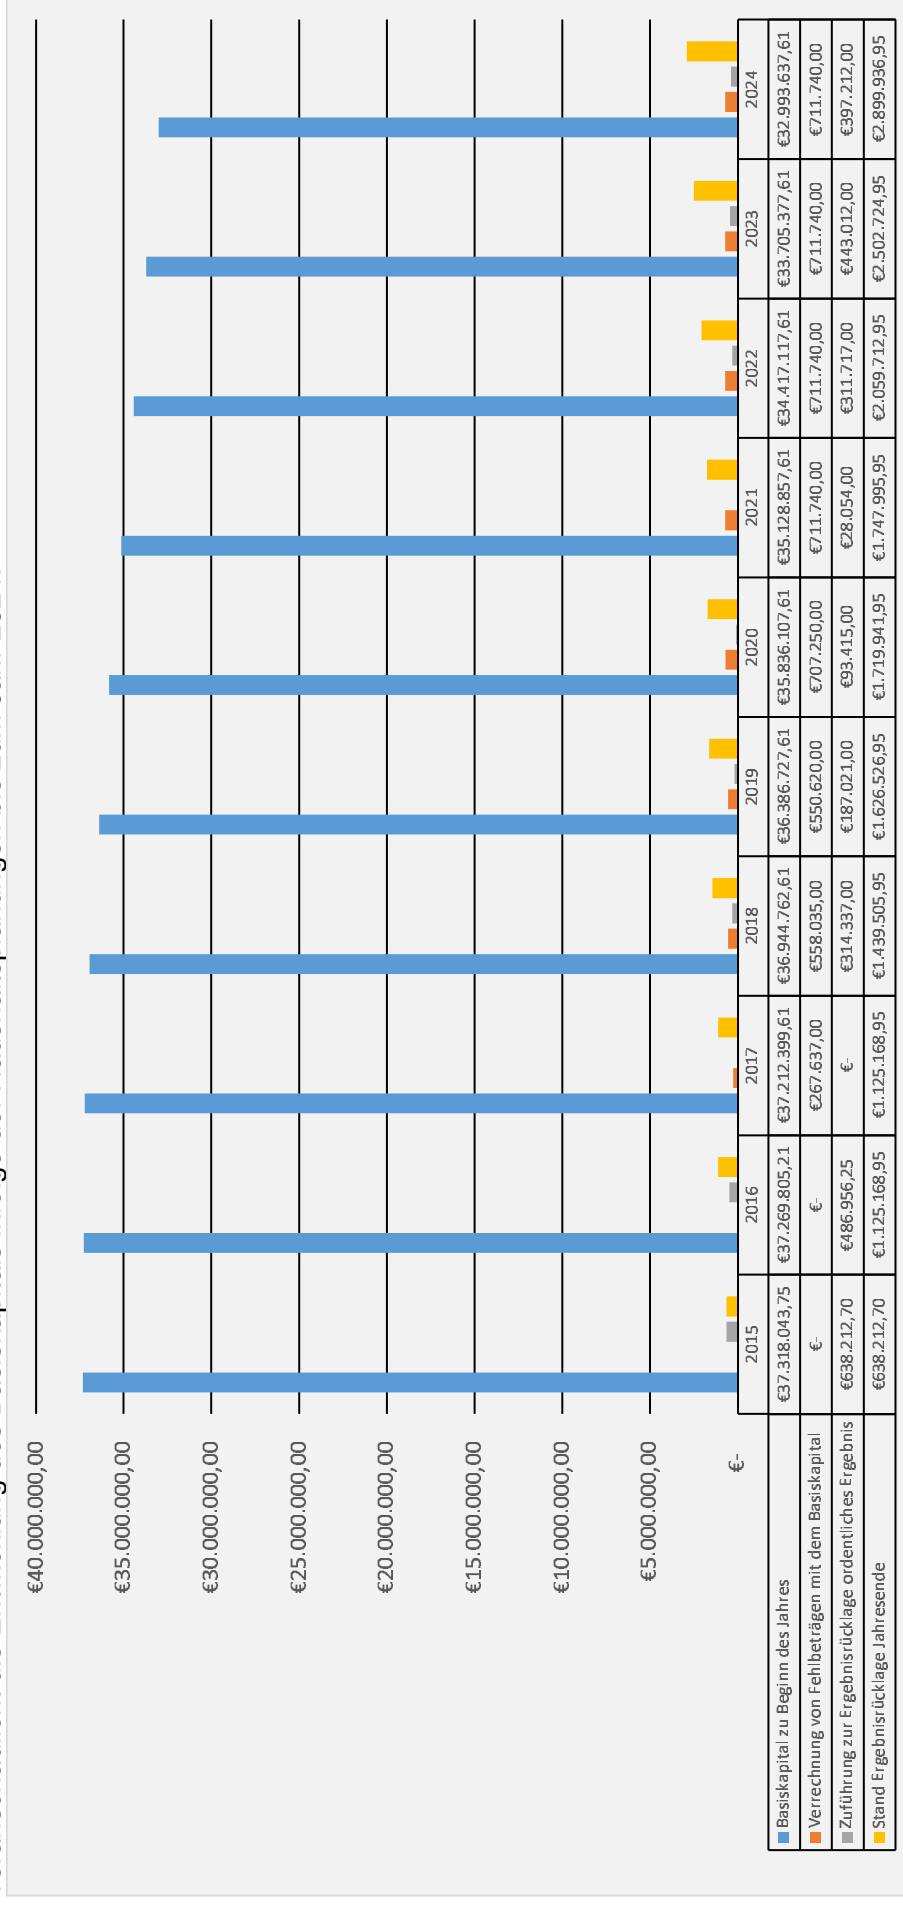 €40.000.000,00
€35.000.000,00
€30.000.000,00
€25.000.000,00
€20.000.000,00
€15.000.000,00
€10.000.000,00
€5.000.000,00
€-
2015 2016 2017 2018 2019 2020 2021 2022 2023 2024
Basiskapital zu Beginn des Jahres €37.318.043,75 €37.269.805,21 €37.212.399,61 €36.944.762,61 €36.386.727,61 €35.836.107,61 €35.128.857,61 €34.417.117,61 €33.705.377,61 €32.993.637,61
Verrechnung von Fehlbeträgen mit dem Basiskapital €- €- €267.637,00 €558.035,00 €550.620,00 €707.250,00 €711.740,00 €711.740,00 €711.740,00 €711.740,00
Zuführung zur Ergebnisrücklage ordentliches Ergebnis €638.212,70 €486.956,25 €- €314.337,00 €187.021,00 €93.415,00 €28.054,00 €311.717,00 €443.012,00 €397.212,00
Stand Ergebnisrücklage Jahresende €638.212,70 €1.125.168,95 €1.125.168,95 €1.439.505,95 €1.626.526,95 €1.719.941,95 €1.747.995,95 €2.059.712,95 €2.502.724,95 €2.899.936,95